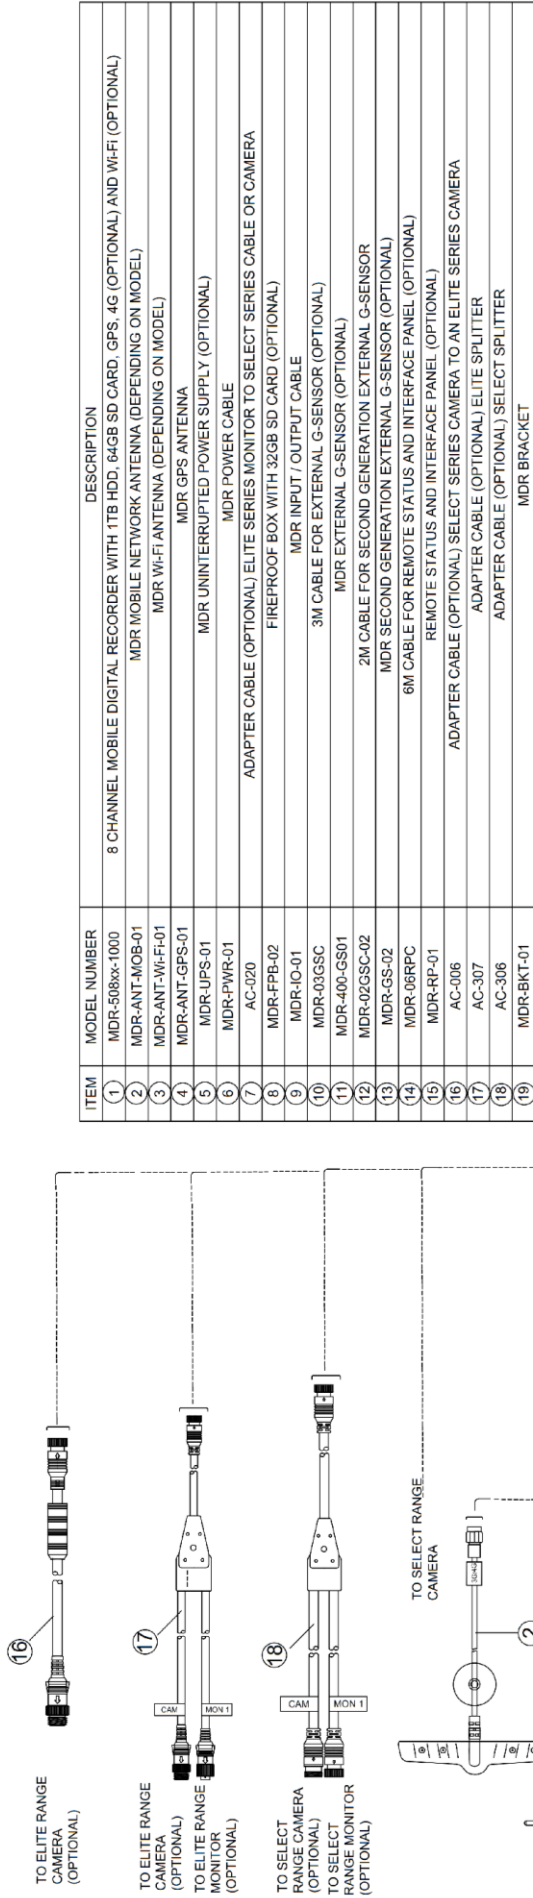 ITEM MODEL NUMBER DESCRIPTION
1 MDR-508xx-1000 8 CHANNEL MOBILE DIGITAL RECORDER WITH 1TB HDD, 64GB SD CARD, GPS, 4G (OPTIONAL) AND Wi-Fi (OPTIONAL)
2 MDR-ANT-MOB-01 MDR MOBILE NETWORK ANTENNA (DEPENDING ON MODEL)
3 MDR-ANT-Wi-Fi-01 MDR Wi-Fi ANTENNA (DEPENDING ON MODEL)
4 MDR-ANT-GPS-01 MDR GPS ANTENNA
5 MDR-UPS-01 MDR UNINTERRUPTED POWER SUPPLY (OPTIONAL)
6 MDR-PWR-01 MDR POWER CABLE
7 AC-020 ADAPTER CABLE (OPTIONAL) ELITE SERIES MONITOR TO SELECT SERIES CABLE OR CAMERA
8 MDR-FPB-02 FIREPROOF BOX WITH 32GB SD CARD (OPTIONAL)
9 MDR-IO-01 MDR INPUT / OUTPUT CABLE
10 MDR-03GSC 3M CABLE FOR EXTERNAL G-SENSOR (OPTIONAL)
11 MDR-400-GS01 MDR EXTERNAL G-SENSOR (OPTIONAL)
12 MDR-02GSC-02 2M CABLE FOR SECOND GENERATION EXTERNAL G-SENSOR
13 MDR-GS-02 MDR SECOND GENERATION EXTERNAL G-SENSOR (OPTIONAL)
14 MDR-06RPC 6M CABLE FOR REMOTE STATUS AND INTERFACE PANEL (OPTIONAL)
15 MDR-RP-01 REMOTE STATUS AND INTERFACE PANEL (OPTIONAL)
16 AC-006 ADAPTER CABLE (OPTIONAL) SELECT SERIES CAMERA TO AN ELITE SERIES CAMERA
17 AC-307 ADAPTER CABLE (OPTIONAL) ELITE SPLITTER
18 AC-306 ADAPTER CABLE (OPTIONAL) SELECT SPLITTER
19 MDR-BKT-01 MDR BRACKET
TO ELITE RANGE
CAMERA
(OPTIONAL)
16
TO ELITE RANGE
CAMERA
(OPTIONAL)
TO ELITE RANGE
MONITOR
(OPTIONAL)
17
CAM
MON 1
TO SELECT
RANGE CAMERA
(OPTIONAL)
TO SELECT
RANGE MONITOR
(OPTIONAL)
18
CAM
MON 1
TO SELECT RANGE
CAMERA
3G/4G
2